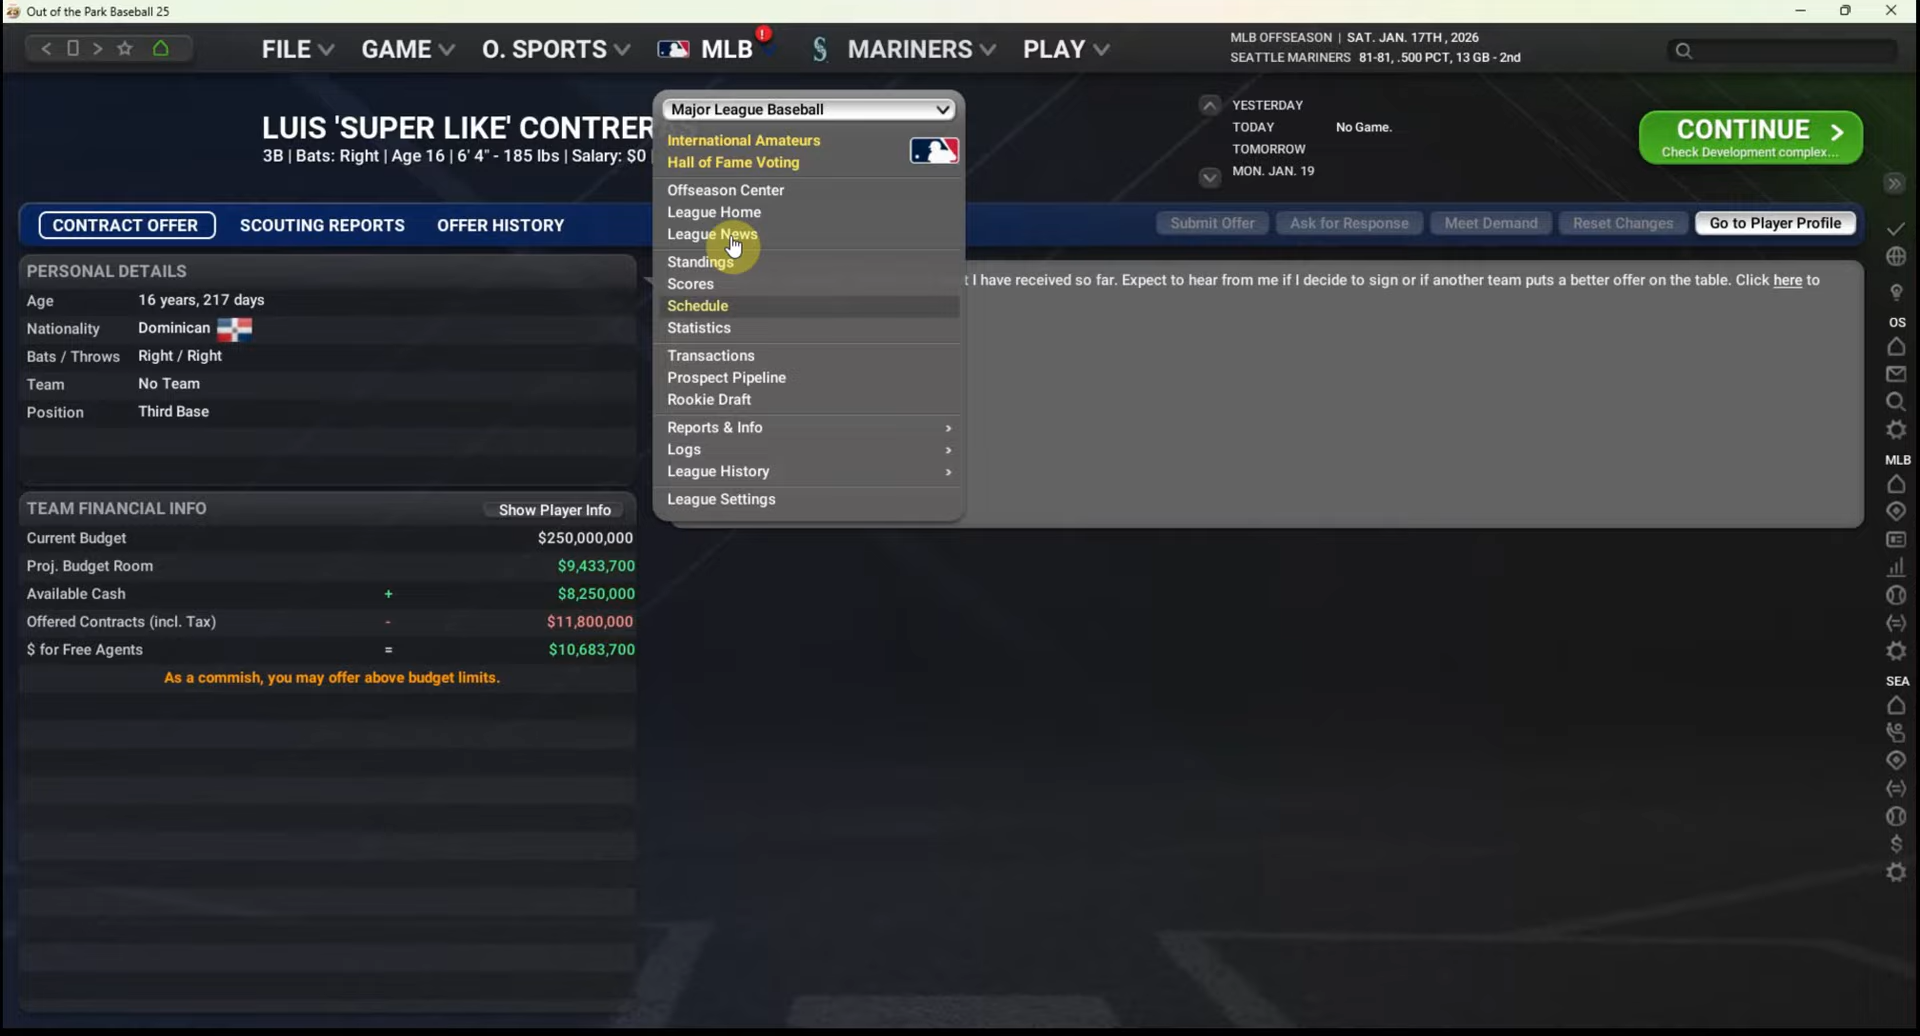 Out of the Park Baseball 25
FILE GAME O. SPORTS MLB MARINERS PLAY
MLB OFFSEASON | SAT. JAN. 17TH, 2026
SEATTLE MARINERS 81-81, .500 PCT, 13 GB - 2nd
LUIS 'SUPER LIKE' CONTRER
3B | Bats: Right | Age 16 | 6' 4" - 185 lbs | Salary: $0
Major League Baseball
International Amateurs
Hall of Fame Voting
Offseason Center
League Home
League News
Standings
Scores
Schedule
Statistics
Transactions
Prospect Pipeline
Rookie Draft
Reports & Info
Logs
League History
League Settings
YESTERDAY
TODAY No Game.
TOMORROW
MON. JAN. 19
CONTINUE
Check Development complex...
CONTRACT OFFER SCOUTING REPORTS OFFER HISTORY
Submit Offer Ask for Response Meet Demand Reset Changes Go to Player Profile
I have received so far. Expect to hear from me if I decide to sign or if another team puts a better offer on the table. Click here to
PERSONAL DETAILS
Age 16 years, 217 days
Nationality Dominican
Bats / Throws Right / Right
Team No Team
Position Third Base
TEAM FINANCIAL INFO Show Player Info
Current Budget $250,000,000
Proj. Budget Room $9,433,700
Available Cash + $8,250,000
Offered Contracts (incl. Tax) - $11,800,000
$ for Free Agents = $10,683,700
As a commish, you may offer above budget limits.
OS
MLB
SEA